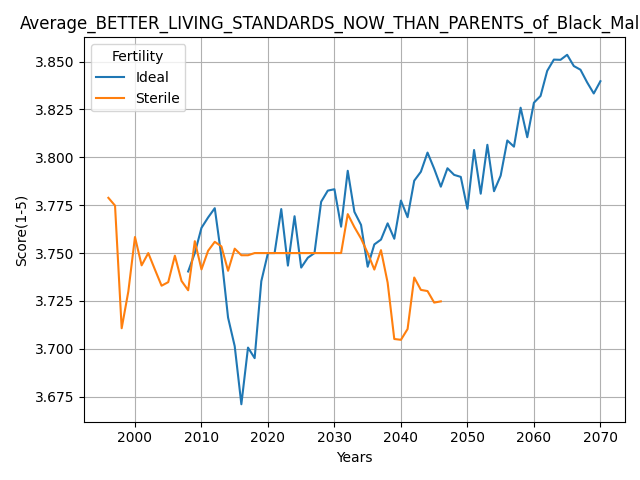 Average_BETTER_LIVING_STANDARDS_NOW_THAN_PARENTS_of_Black_Mal
Fertility
Ideal
Sterile
3.850
3.825
3.800
3.775
3.750
3.725
3.700
3.675
Score(1-5)
2000 2010 2020 2030 2040 2050 2060 2070
Years